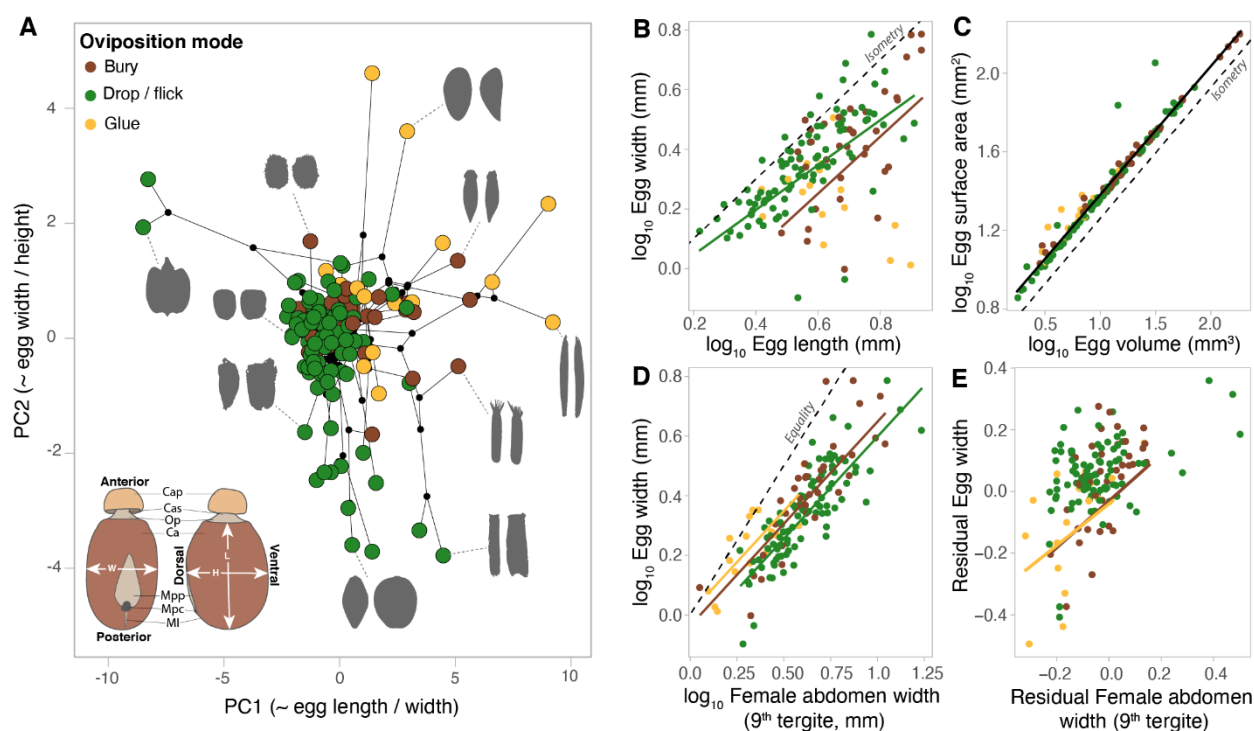 A
Oviposition mode
Bury
Drop / flick
Glue
4
2
0
-2
-4
PC2 (~ egg width / height)
-10
-5
0
5
10
PC1 (~ egg length / width)
Anterior
Cap
Cas
Op
Ca
W
L
H
Dorsal
Ventral
Mpp
Mpc
Ml
Posterior
B
0.8
0.6
0.4
0.2
0.0
log₁₀ Egg width (mm)
Isometry
0.2
0.4
0.6
0.8
log₁₀ Egg length (mm)
C
2.0
1.6
1.2
0.8
log₁₀ Egg surface area (mm²)
Isometry
0.5
1.0
1.5
2.0
log₁₀ Egg volume (mm³)
D
0.8
0.6
0.4
0.2
0.0
log₁₀ Egg width (mm)
Equality
0.0
0.25
0.50
0.75
1.0
1.25
log₁₀ Female abdomen width
(9th tergite, mm)
E
0.4
0.2
0.0
−0.2
−0.4
Residual Egg width
−0.2
0.0
0.2
0.4
Residual Female abdomen
width (9th tergite)